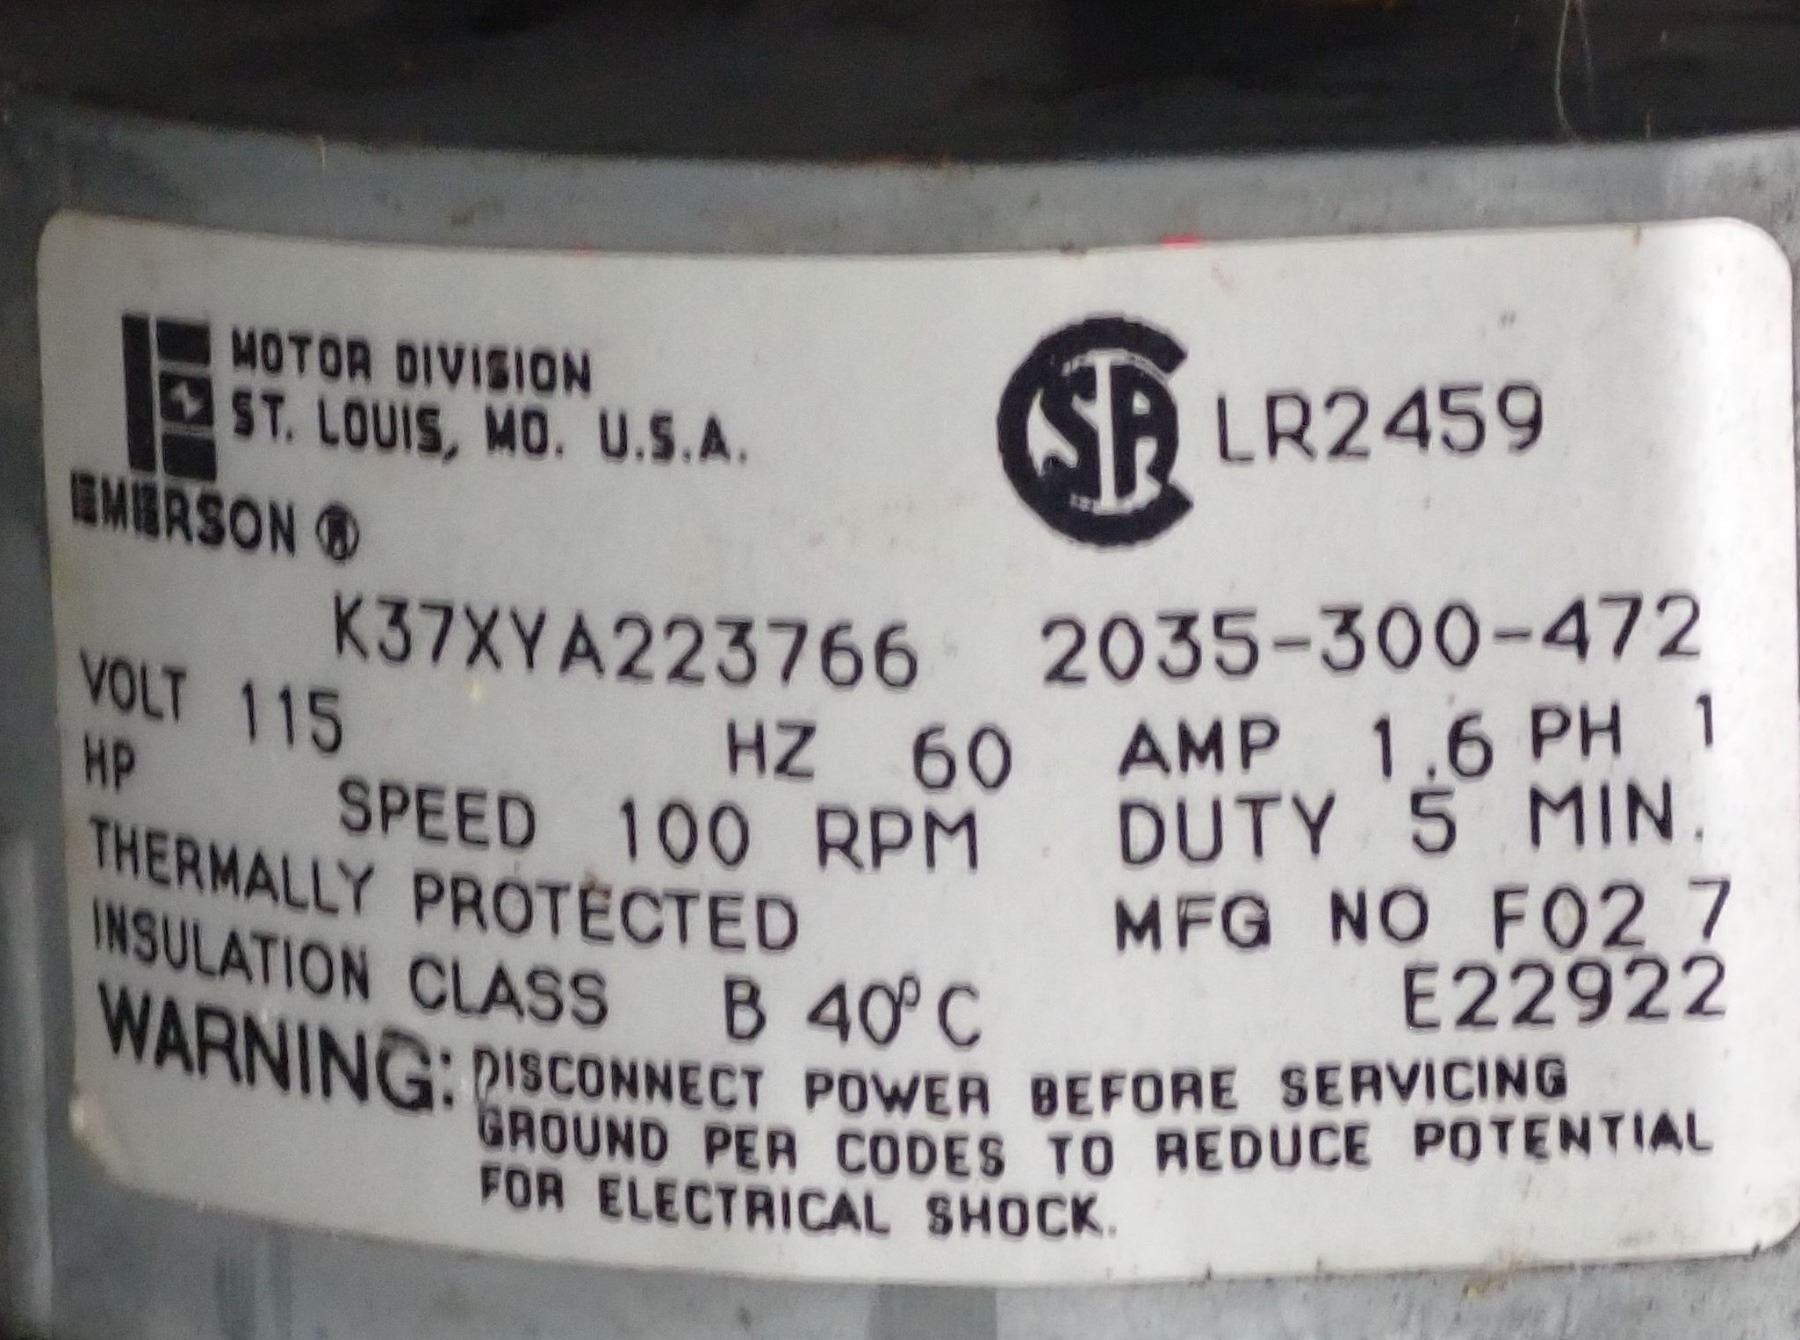 MOTOR DIVISION
ST. LOUIS, MO. U.S.A.
EMERSON ®
LR2459
K37XYA223766 2035-300-472
VOLT 115 HZ 60 AMP 1.6 PH 1
HP SPEED 100 RPM DUTY 5 MIN.
THERMALLY PROTECTED MFG NO F02 7
INSULATION CLASS B 40°C E22922
WARNING: DISCONNECT POWER BEFORE SERVICING
GROUND PER CODES TO REDUCE POTENTIAL
FOR ELECTRICAL SHOCK.